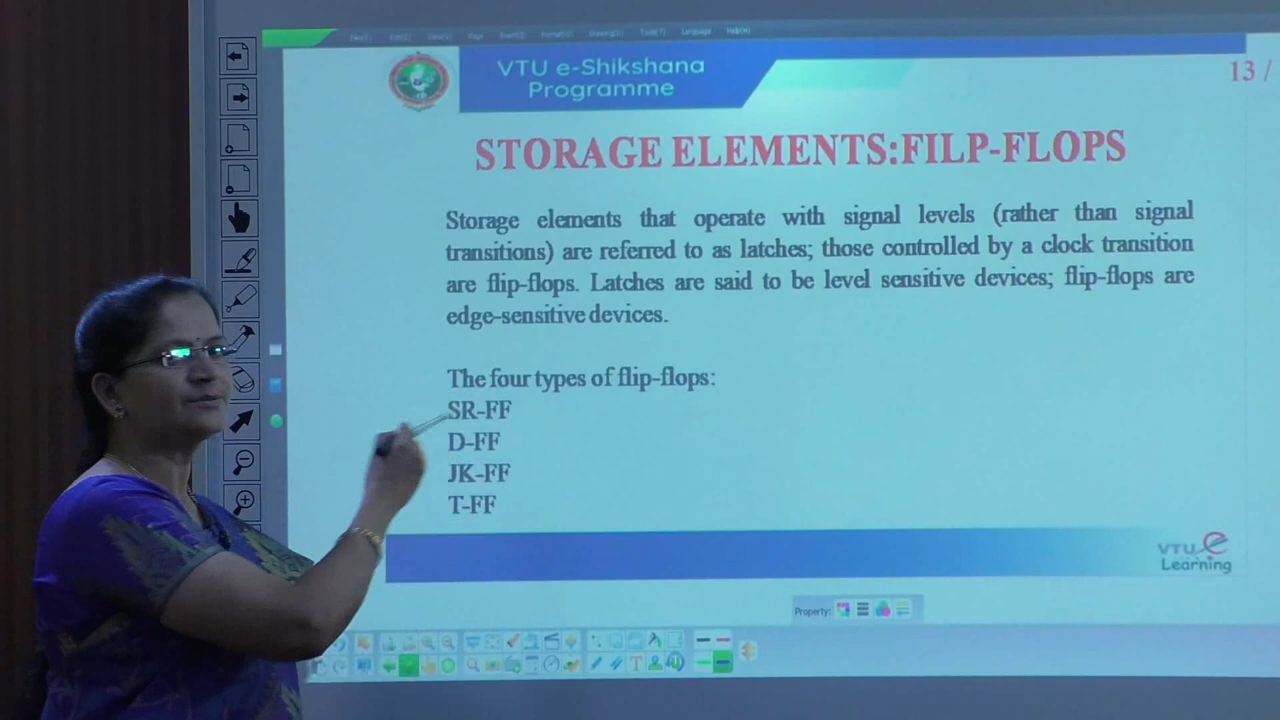 VTU e-Shikshana
Programme
13 /
STORAGE ELEMENTS:FILP-FLOPS
Storage elements that operate with signal levels (rather than signal
transitions) are referred to as latches; those controlled by a clock transition
are flip-flops. Latches are said to be level sensitive devices; flip-flops are
edge-sensitive devices.
The four types of flip-flops:
SR-FF
D-FF
JK-FF
T-FF
VTU e
Learning
Property: